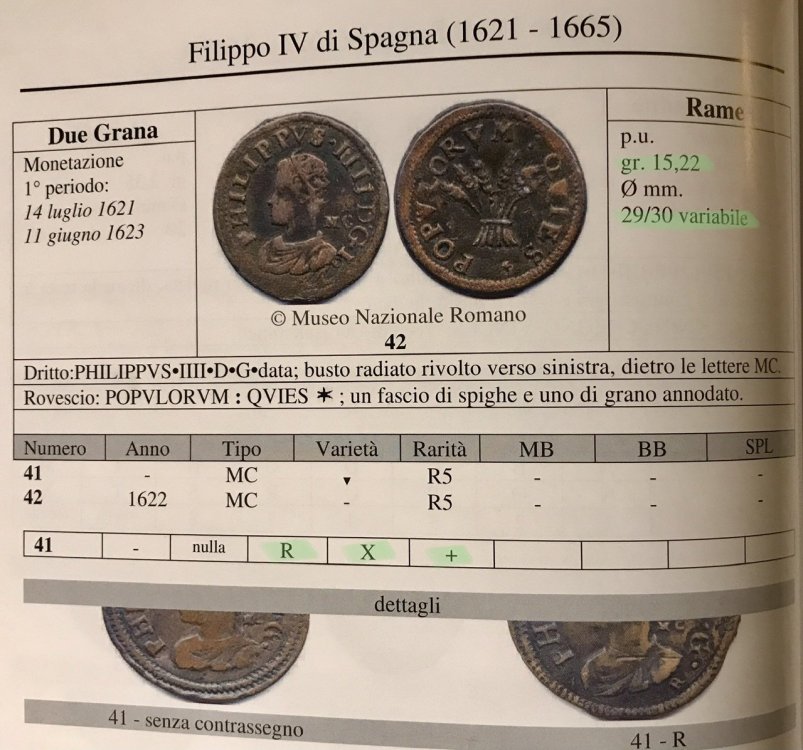 Filippo IV di Spagna (1621 - 1665)
Due Grana
Monetazione
1° periodo:
14 luglio 1621
11 giugno 1623
PHILIPPVS·IIII·D·G·
MC
POPVLORVM QVIES
© Museo Nazionale Romano
42
Rame
p.u.
gr. 15,22
Ø mm.
29/30 variabile
Dritto:PHILIPPVS•IIII•D•G•data; busto radiato rivolto verso sinistra, dietro le lettere MC.
Rovescio: POPVLORVM : QVIES ✶ ; un fascio di spighe e uno di grano annodato.
Numero Anno Tipo Varietà Rarità MB BB SPL
41 - MC ▼ R5 - - -
42 1622 MC - R5 - - -
41 - nulla R X +
dettagli
41 - senza contrassegno
41 - R